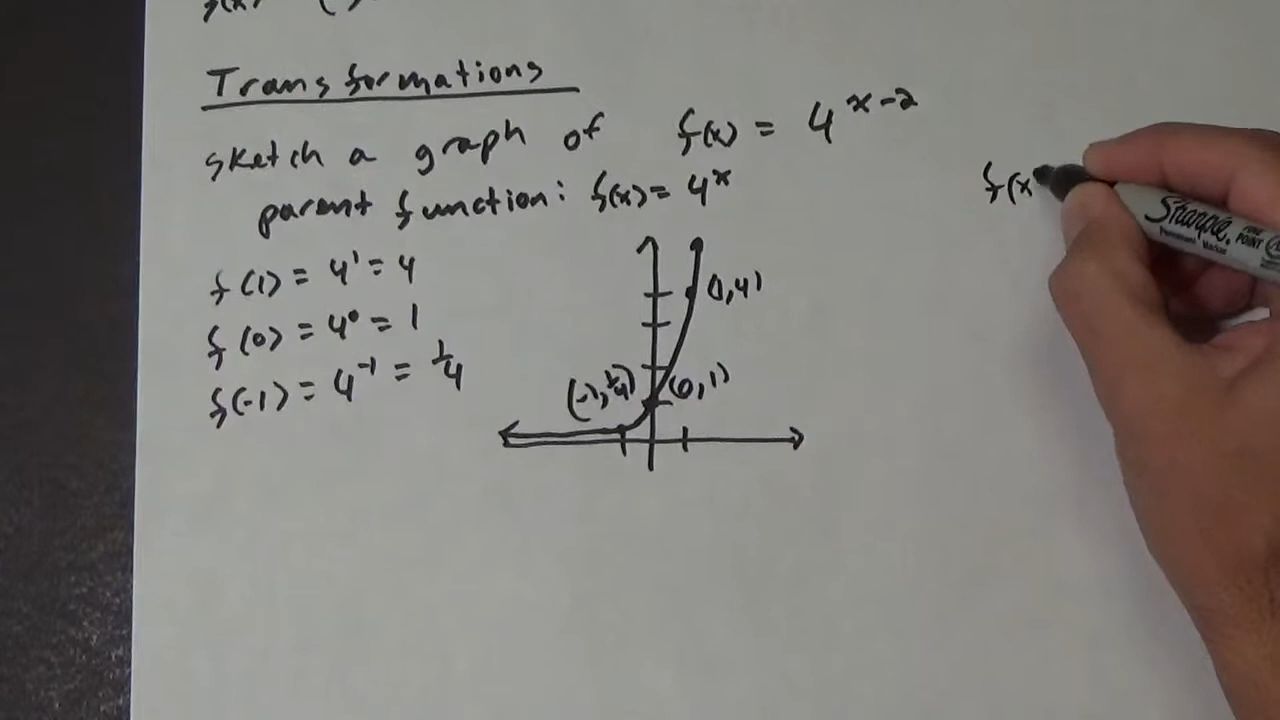 Transformations
sketch a graph of f(x) = 4^(x-2)
parent function: f(x) = 4^x
f(x
f(1) = 4^1 = 4
f(0) = 4^0 = 1
f(-1) = 4^-1 = 1/4
(1,4)
(-1,1/4) (0,1)
Sharpie.
FINE POINT
Permanent Marker